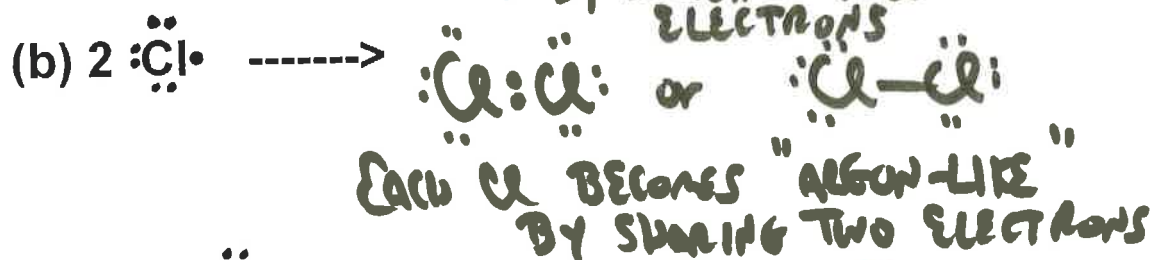 ELECTRONS
(b) 2 :Cl• -------> :Cl:Cl: or :Cl—Cl:
EACH Cl BECOMES "ARGON-LIKE"
BY SHARING TWO ELECTRONS